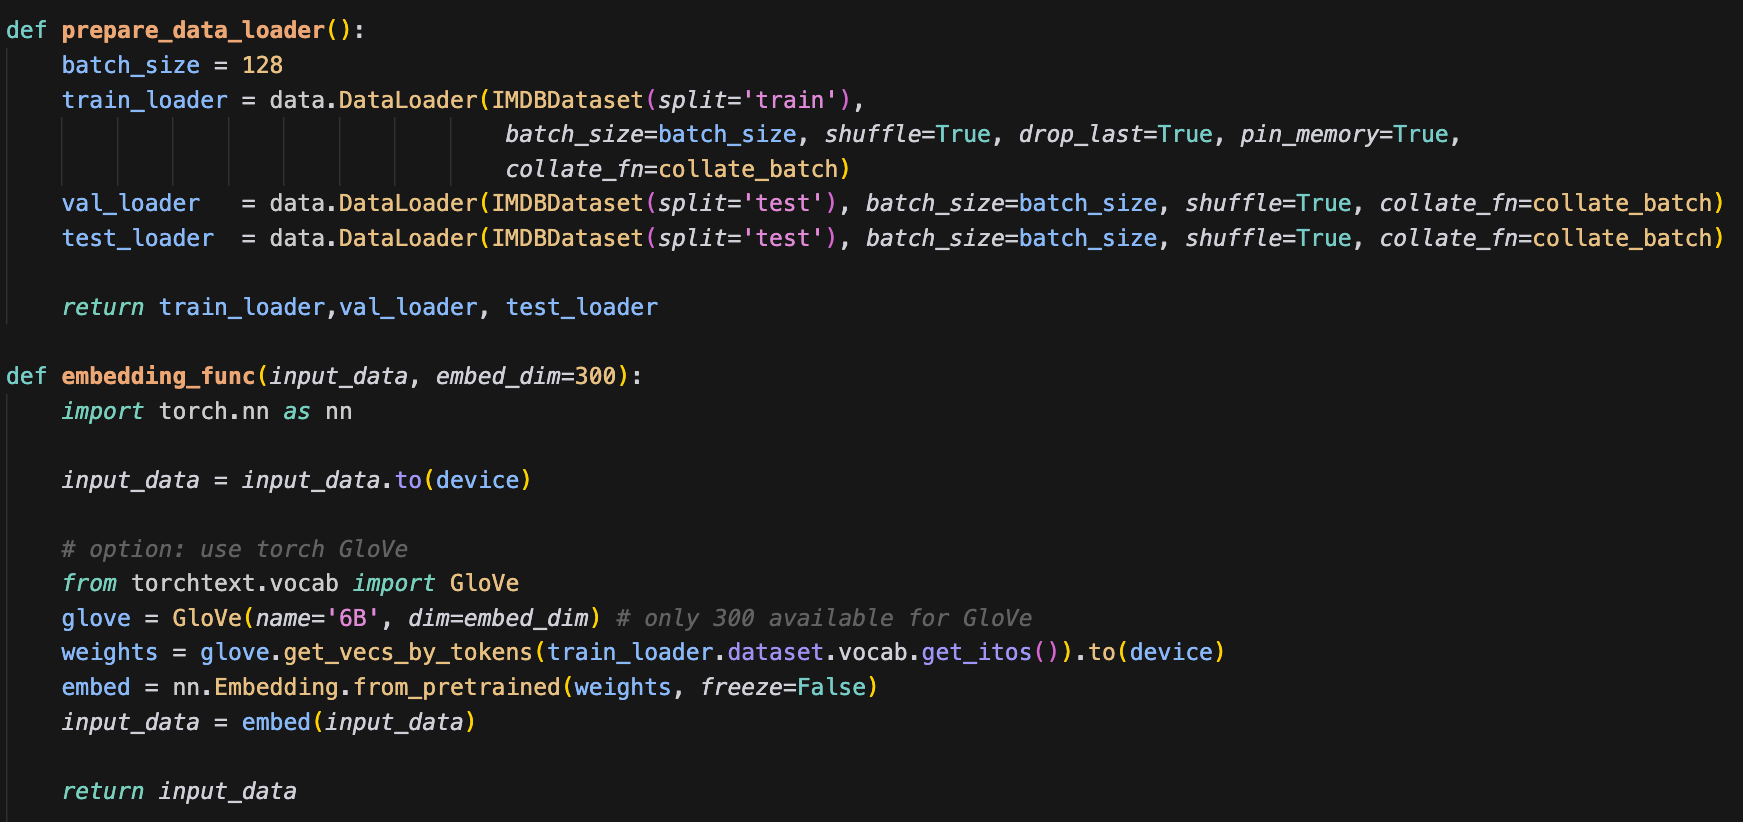 def prepare_data_loader():
    batch_size = 128
    train_loader = data.DataLoader(IMDBDataset(split='train'),
                                batch_size=batch_size, shuffle=True, drop_last=True, pin_memory=True,
                                collate_fn=collate_batch)
    val_loader   = data.DataLoader(IMDBDataset(split='test'), batch_size=batch_size, shuffle=True, collate_fn=collate_batch)
    test_loader  = data.DataLoader(IMDBDataset(split='test'), batch_size=batch_size, shuffle=True, collate_fn=collate_batch)

    return train_loader,val_loader, test_loader

def embedding_func(input_data, embed_dim=300):
    import torch.nn as nn

    input_data = input_data.to(device)

    # option: use torch GloVe
    from torchtext.vocab import GloVe
    glove = GloVe(name='6B', dim=embed_dim) # only 300 available for GloVe
    weights = glove.get_vecs_by_tokens(train_loader.dataset.vocab.get_itos()).to(device)
    embed = nn.Embedding.from_pretrained(weights, freeze=False)
    input_data = embed(input_data)

    return input_data